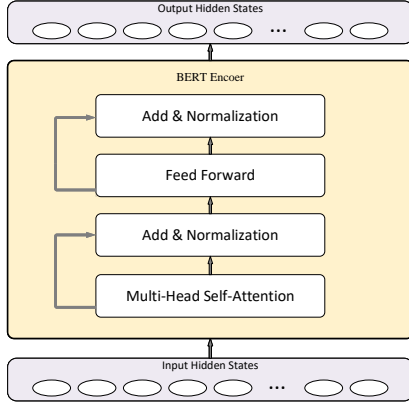 Output Hidden States
...
BERT Encoer
Add & Normalization
Feed Forward
Add & Normalization
Multi-Head Self-Attention
Input Hidden States
...